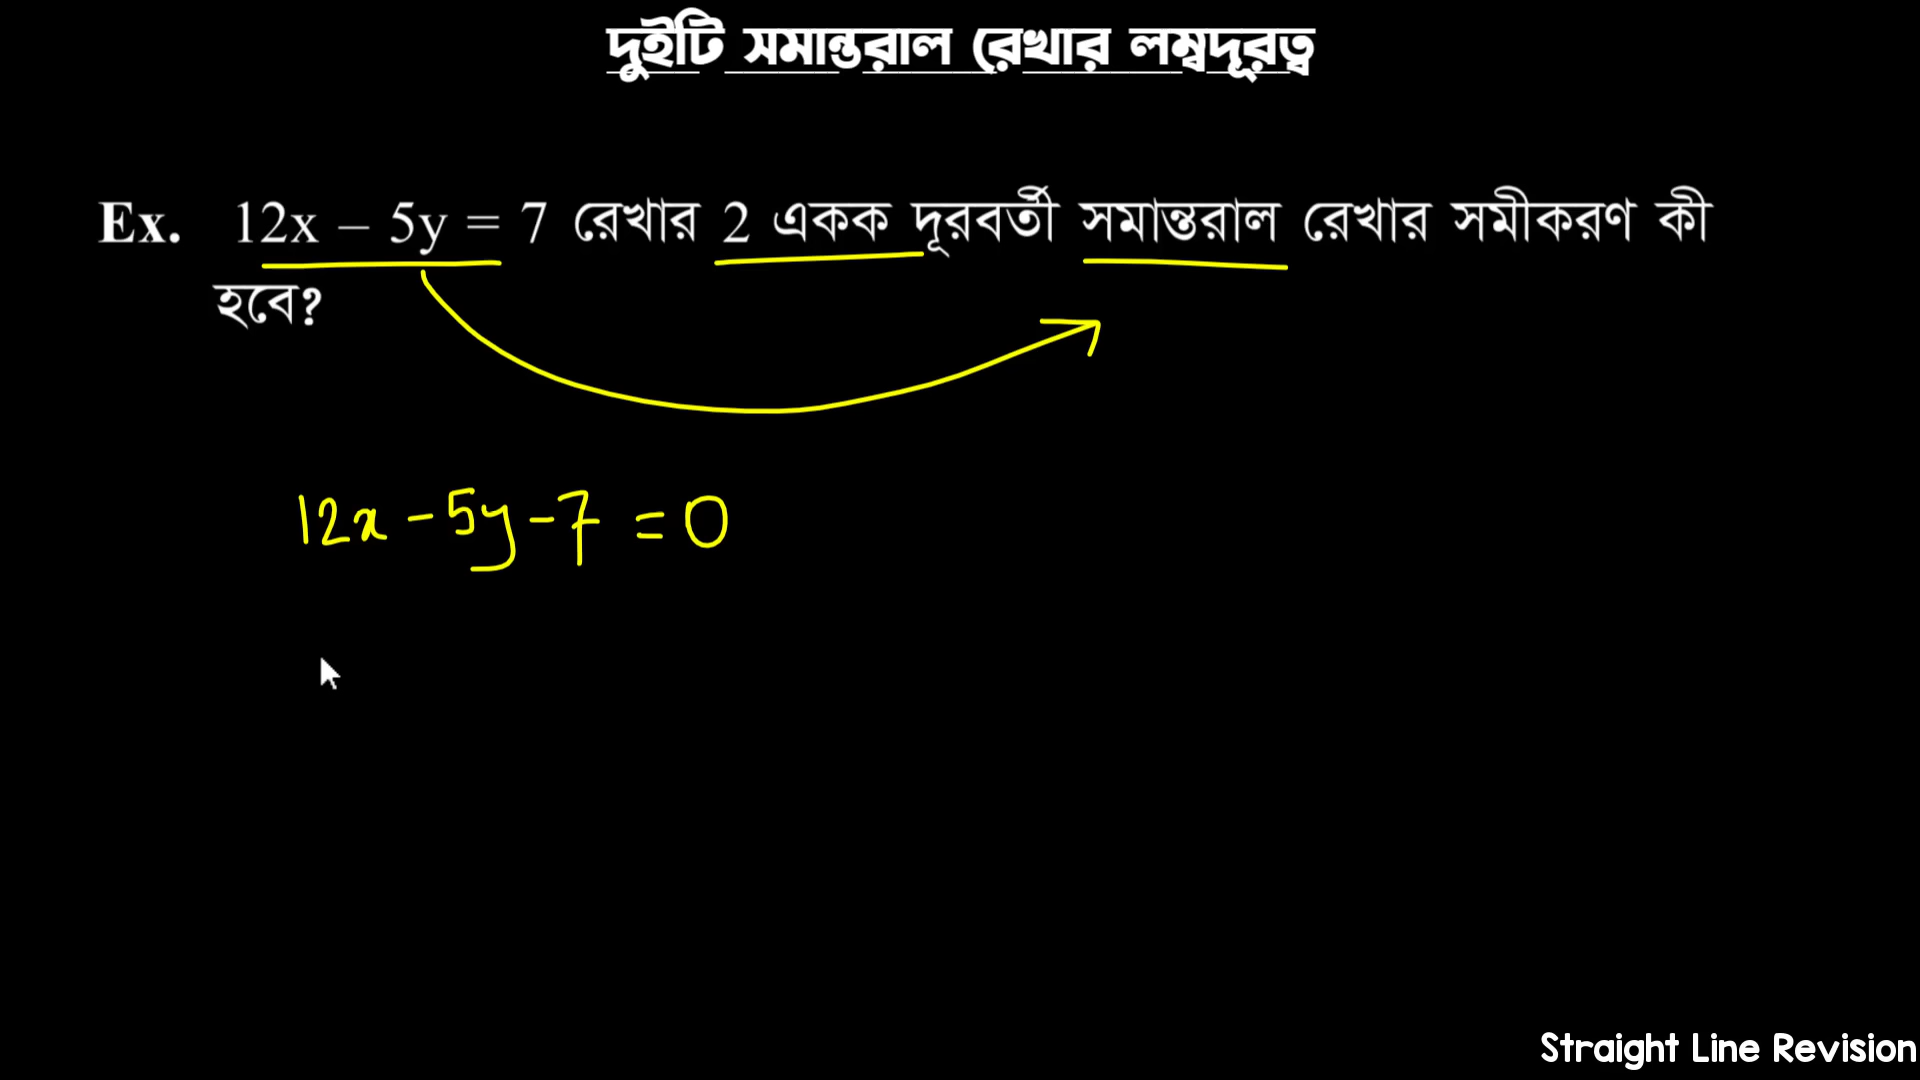 দুইটি সমান্তরাল রেখার লম্বদূরত্ব
Ex. 12x – 5y = 7 রেখার 2 একক দূরবর্তী সমান্তরাল রেখার সমীকরণ কী
হবে?
12x - 5y - 7 = 0
Straight Line Revision